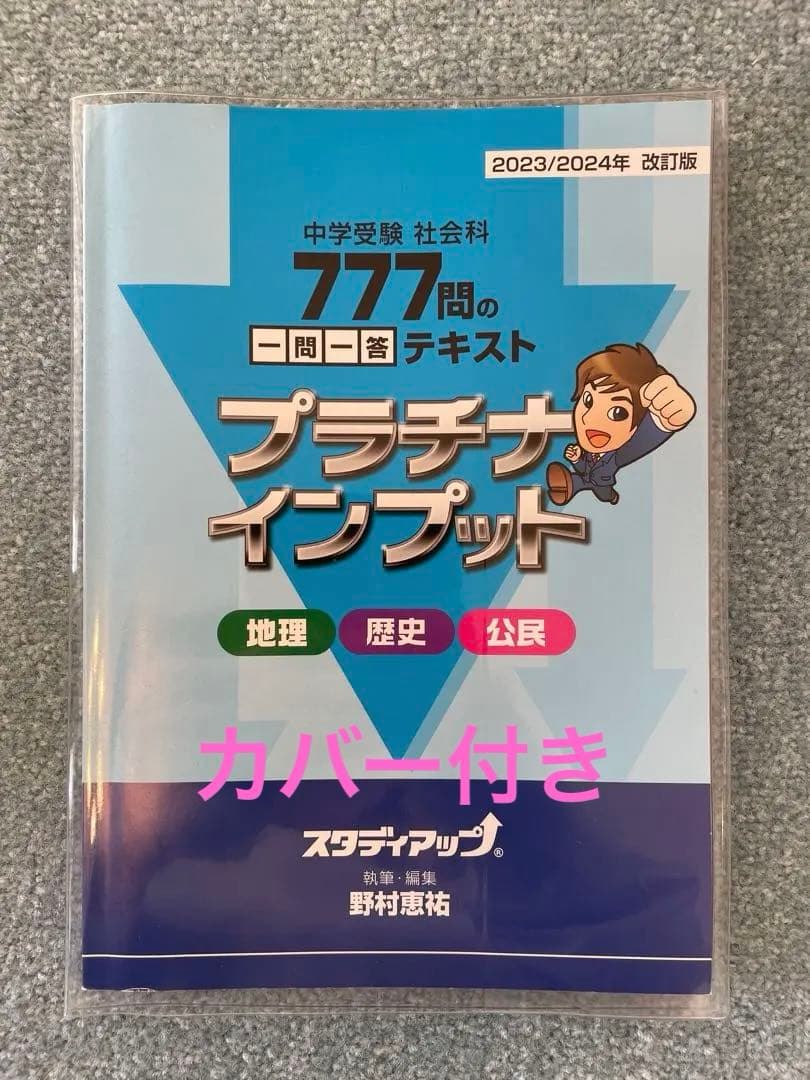 2023/2024年 改訂版
中学受験 社会科
777問の
一問一答 テキスト
プラチナ
インプット
地理 歴史 公民
カバー付き
スタディアップ®
執筆・編集
野村恵祐